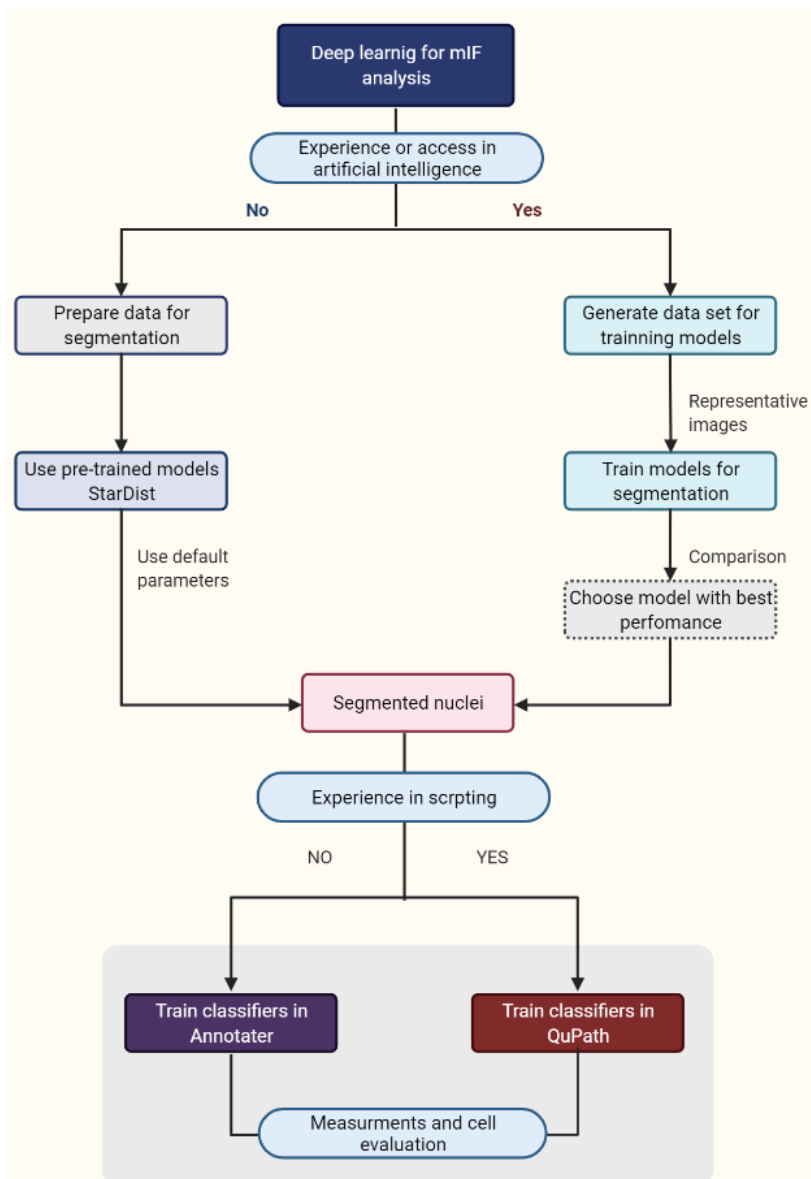 Deep learnig for mIF
analysis
Experience or access in
artificial intelligence
No
Yes
Prepare data for
segmentation
Generate data set for
trainning models
Representative
images
Use pre-trained models
StarDist
Train models for
segmentation
Use default
parameters
Comparison
Choose model with best
perfomance
Segmented nuclei
Experience in scrpting
NO
YES
Train classifiers in
Annotater
Train classifiers in
QuPath
Measurments and cell
evaluation